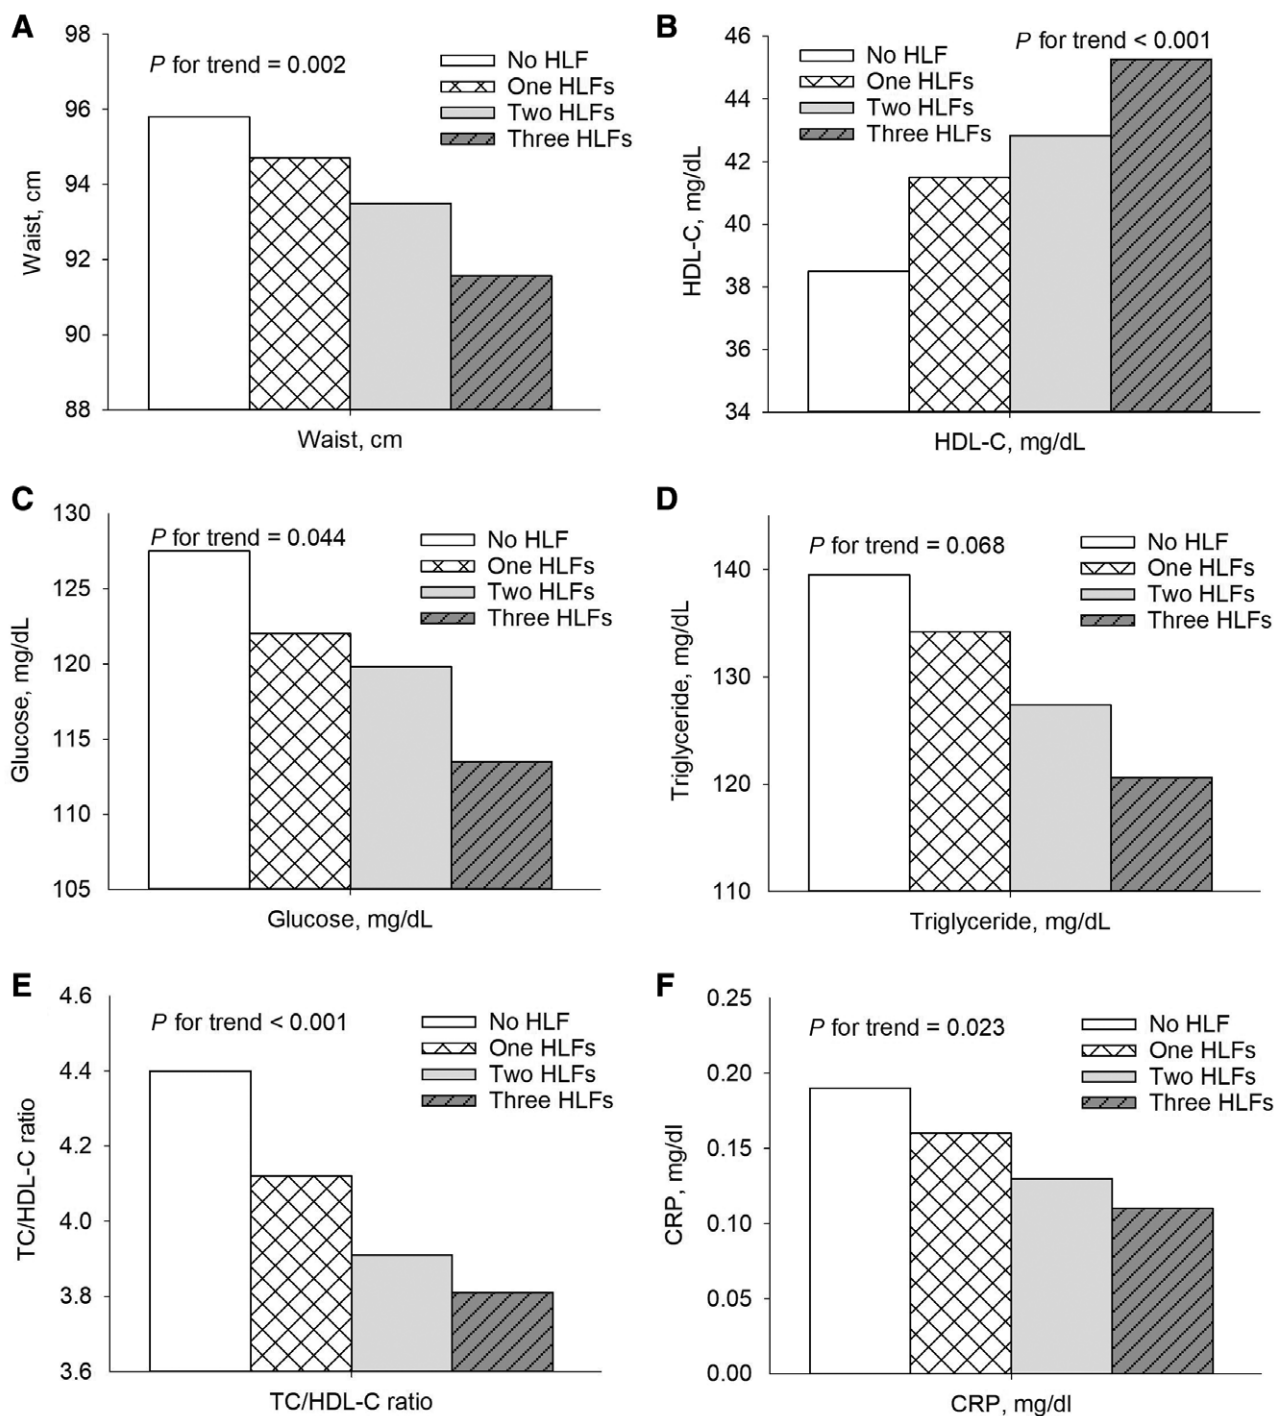 A
98
96
94
92
90
88
Waist, cm
P for trend = 0.002
No HLF
One HLFs
Two HLFs
Three HLFs
Waist, cm
B
46
44
42
40
38
36
34
HDL-C, mg/dL
P for trend < 0.001
No HLF
One HLFs
Two HLFs
Three HLFs
HDL-C, mg/dL
C
130
125
120
115
110
105
Glucose, mg/dL
P for trend = 0.044
No HLF
One HLFs
Two HLFs
Three HLFs
Glucose, mg/dL
D
140
130
120
110
Triglyceride, mg/dL
P for trend = 0.068
No HLF
One HLFs
Two HLFs
Three HLFs
Triglyceride, mg/dL
E
4.6
4.4
4.2
4.0
3.8
3.6
TC/HDL-C ratio
P for trend < 0.001
No HLF
One HLFs
Two HLFs
Three HLFs
TC/HDL-C ratio
F
0.25
0.20
0.15
0.10
0.05
0.00
CRP, mg/dl
P for trend = 0.023
No HLF
One HLFs
Two HLFs
Three HLFs
CRP, mg/dl